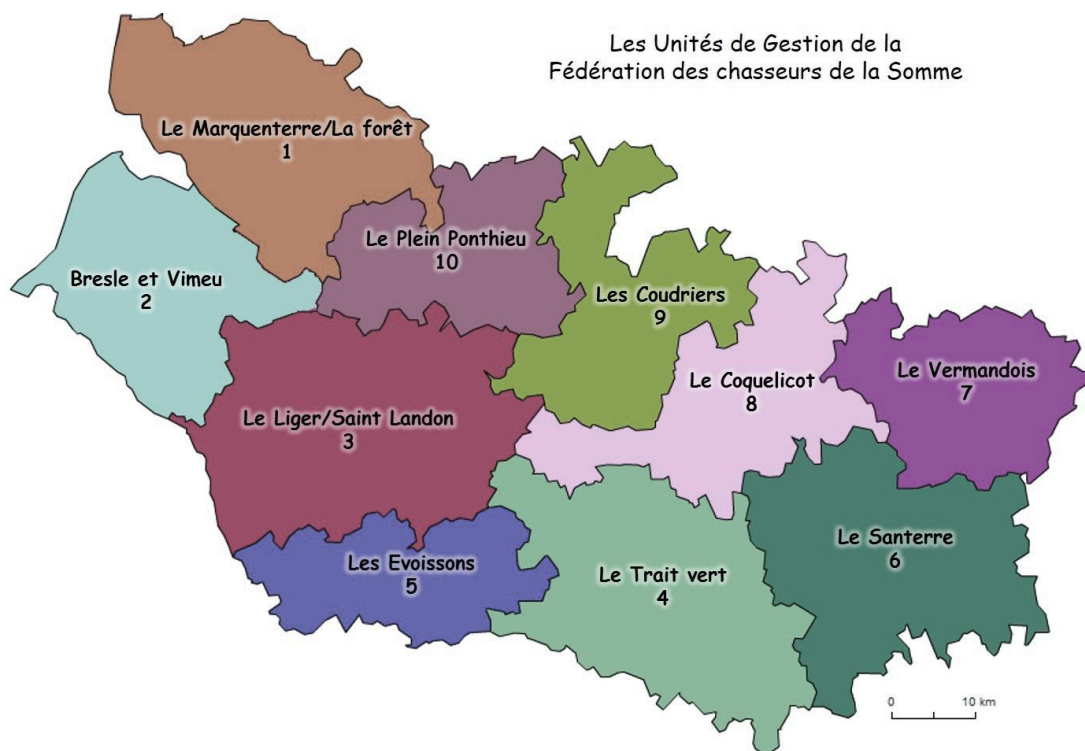 Les Unités de Gestion de la
Fédération des chasseurs de la Somme
Le Marquenterre/La forêt
1
Le Plein Ponthieu
10
Bresle et Vimeu
2
Les Coudriers
9
Le Vermandois
7
Le Coquelicot
8
Le Liger/Saint Landon
3
Le Santerre
6
Les Evoissons
5
Le Trait vert
4
0 10 km